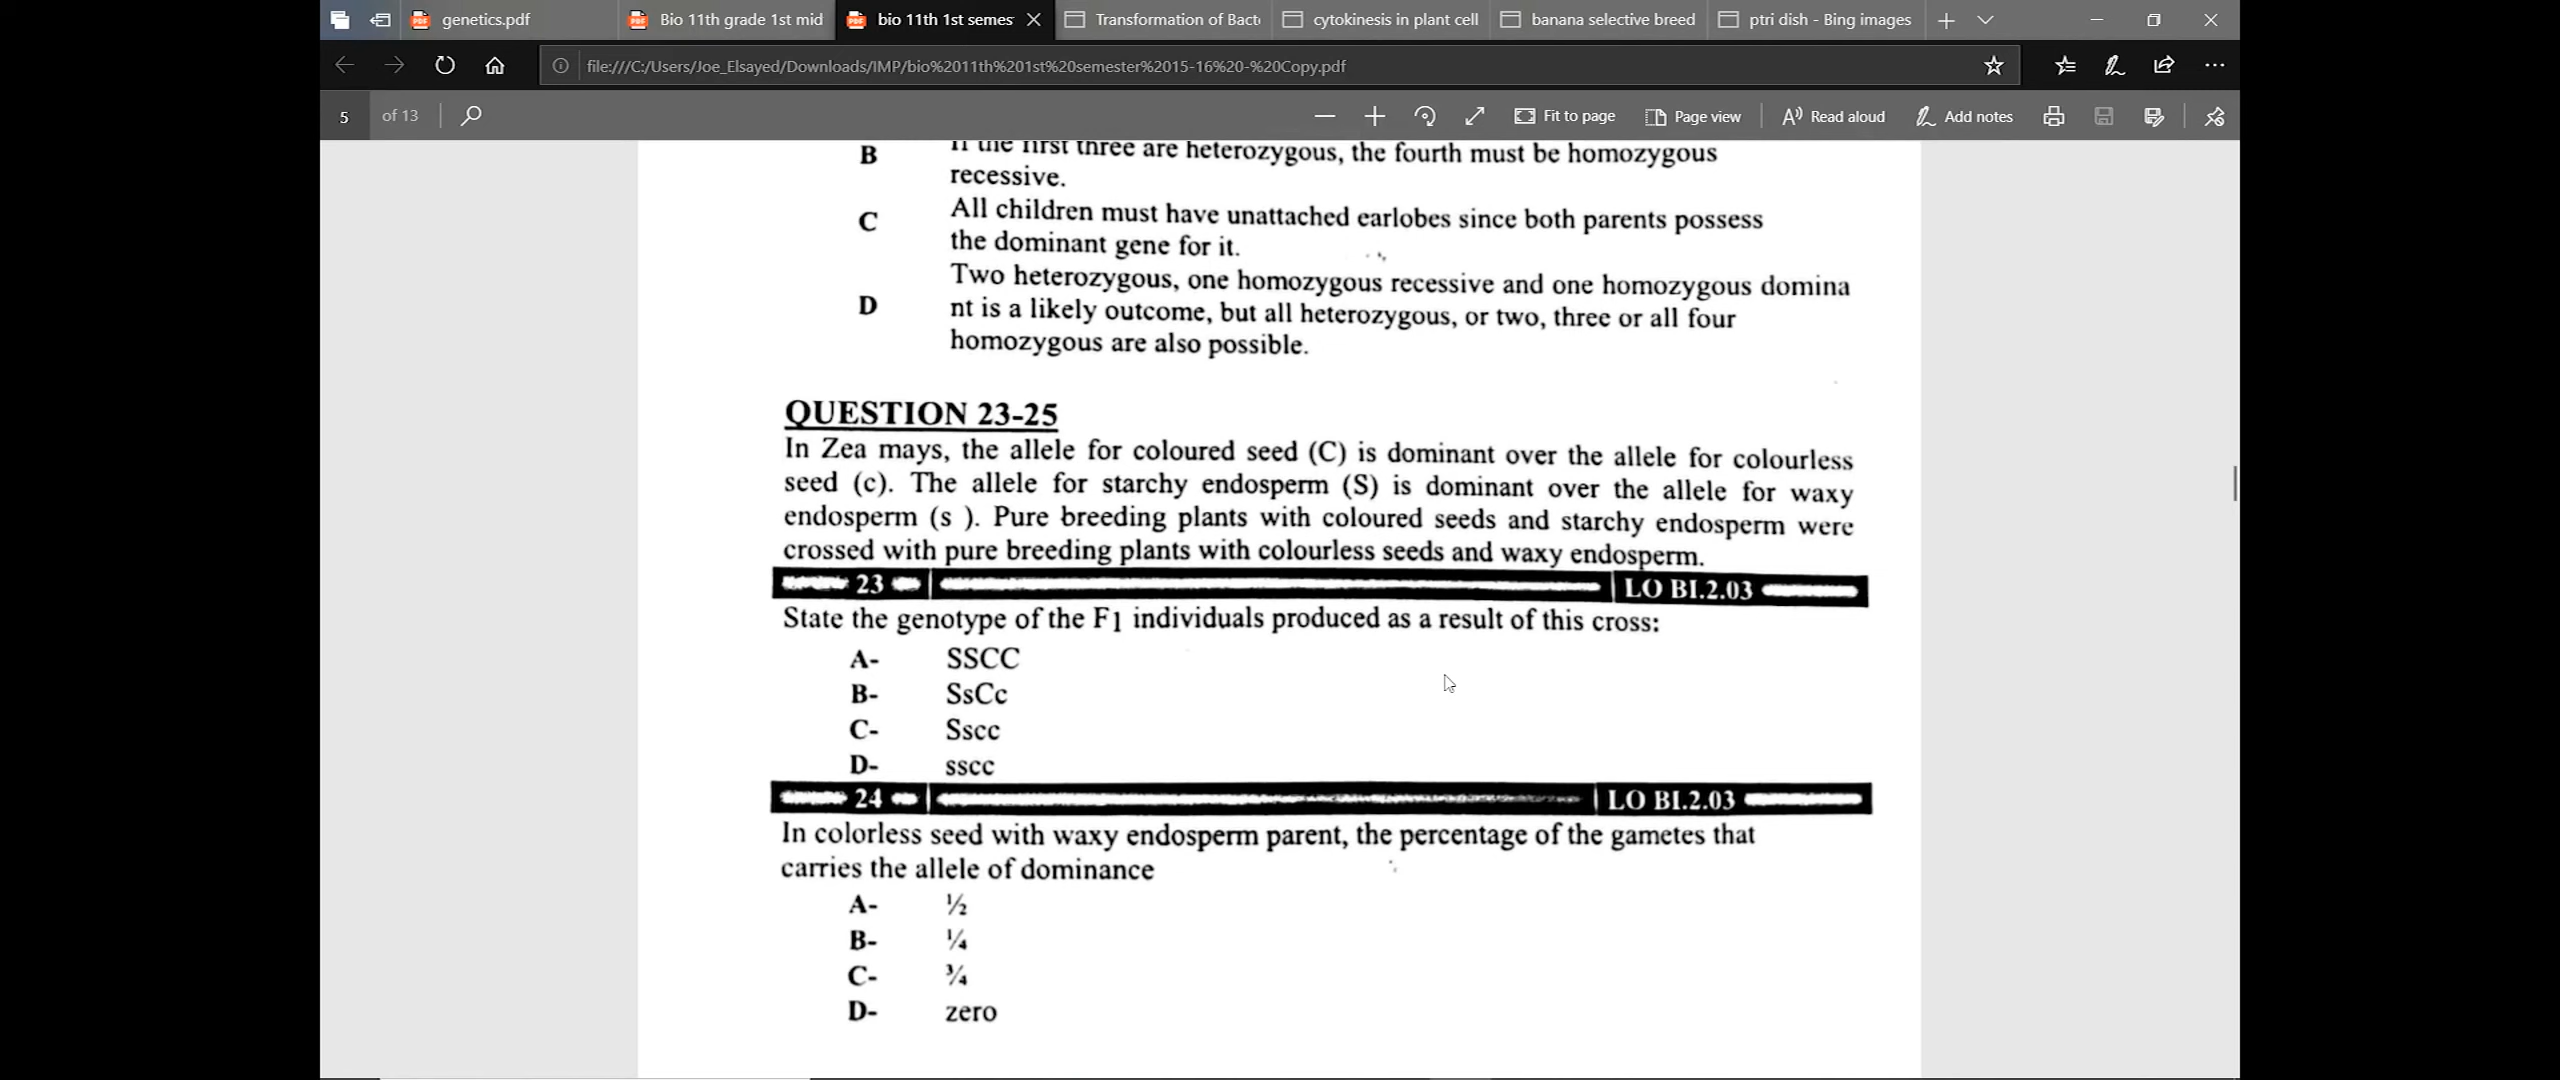 genetics.pdf
Bio 11th grade 1st mid
bio 11th 1st semes
Transformation of Bact
cytokinesis in plant cell
banana selective breed
ptri dish - Bing images
file:///C:/Users/Joe_Elsayed/Downloads/IMP/bio%2011th%201st%20semester%2015-16%20-%20Copy.pdf
5 of 13
Fit to page
Page view
Read aloud
Add notes
B If the first three are heterozygous, the fourth must be homozygous
recessive.
C All children must have unattached earlobes since both parents possess
the dominant gene for it.
Two heterozygous, one homozygous recessive and one homozygous domina
D nt is a likely outcome, but all heterozygous, or two, three or all four
homozygous are also possible.
QUESTION 23-25
In Zea mays, the allele for coloured seed (C) is dominant over the allele for colourless
seed (c). The allele for starchy endosperm (S) is dominant over the allele for waxy
endosperm (s ). Pure breeding plants with coloured seeds and starchy endosperm were
crossed with pure breeding plants with colourless seeds and waxy endosperm.
23 LO BI.2.03
State the genotype of the F1 individuals produced as a result of this cross:
A- SSCC
B- SsCc
C- Sscc
D- sscc
24 LO BI.2.03
In colorless seed with waxy endosperm parent, the percentage of the gametes that
carries the allele of dominance
A- ½
B- ¼
C- ¾
D- zero